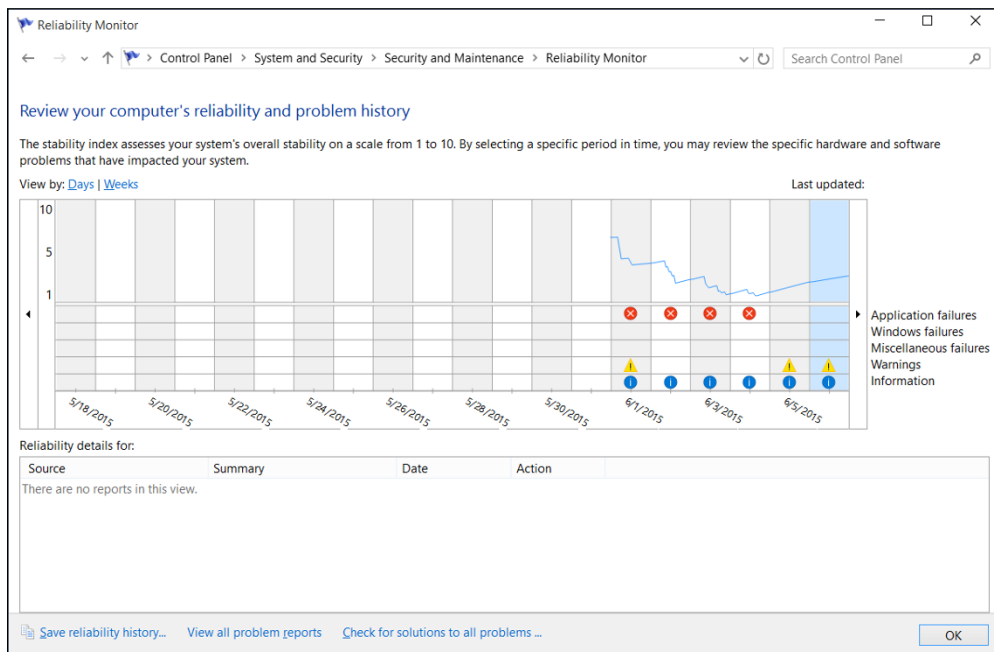 Reliability Monitor
Control Panel > System and Security > Security and Maintenance > Reliability Monitor
Search Control Panel
Review your computer's reliability and problem history
The stability index assesses your system's overall stability on a scale from 1 to 10. By selecting a specific period in time, you may review the specific hardware and software
problems that have impacted your system.
View by: Days | Weeks
Last updated:
10
5
1
Application failures
Windows failures
Miscellaneous failures
Warnings
Information
5/18/2015 5/20/2015 5/22/2015 5/24/2015 5/26/2015 5/28/2015 5/30/2015 6/1/2015 6/3/2015 6/5/2015
Reliability details for:
Source Summary Date Action
There are no reports in this view.
Save reliability history... View all problem reports Check for solutions to all problems ...
OK